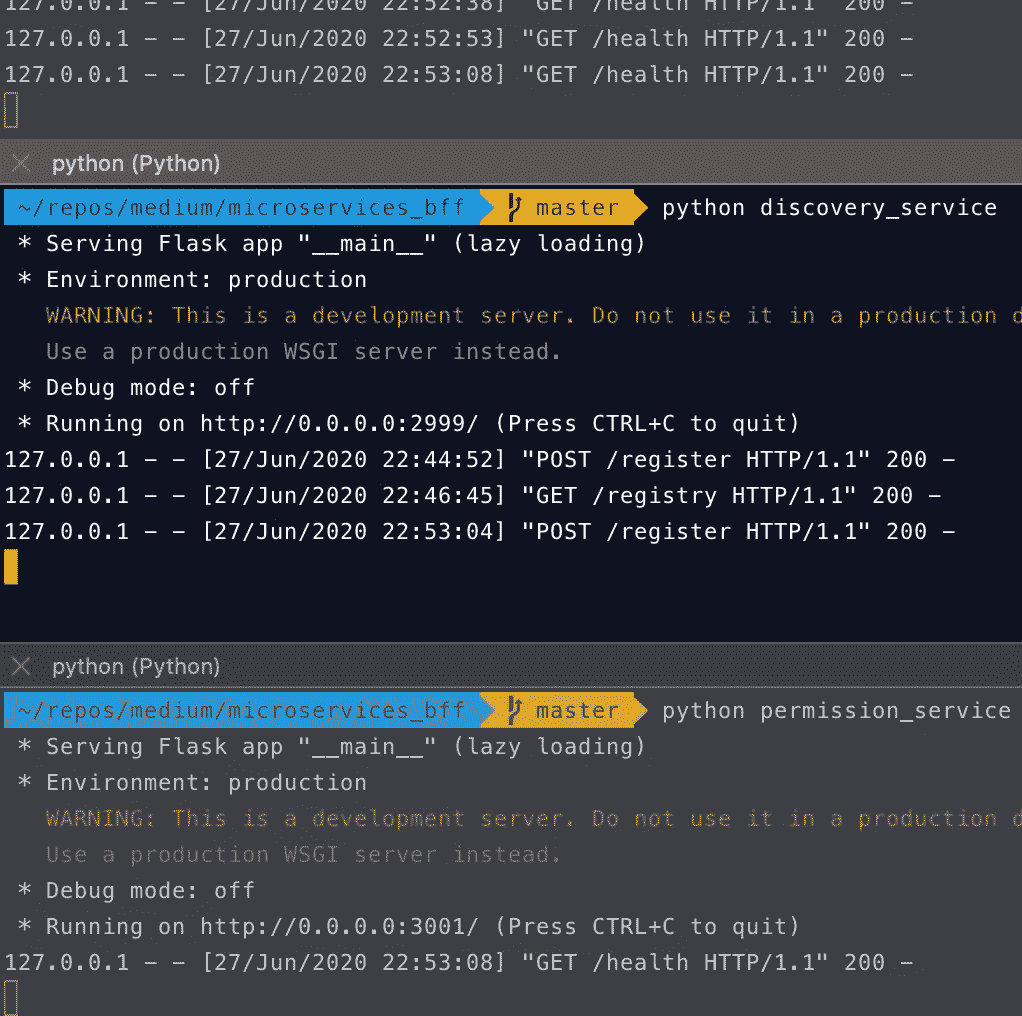 127.0.0.1 – – [27/Jun/2020 22:52:38] "GET /health HTTP/1.1" 200 –
127.0.0.1 – – [27/Jun/2020 22:52:53] "GET /health HTTP/1.1" 200 –
127.0.0.1 – – [27/Jun/2020 22:53:08] "GET /health HTTP/1.1" 200 –
python (Python)
~/repos/medium/microservices_bff master python discovery_service
* Serving Flask app "__main__" (lazy loading)
* Environment: production
WARNING: This is a development server. Do not use it in a production d
Use a production WSGI server instead.
* Debug mode: off
* Running on http://0.0.0.0:2999/ (Press CTRL+C to quit)
127.0.0.1 – – [27/Jun/2020 22:44:52] "POST /register HTTP/1.1" 200 –
127.0.0.1 – – [27/Jun/2020 22:46:45] "GET /registry HTTP/1.1" 200 –
127.0.0.1 – – [27/Jun/2020 22:53:04] "POST /register HTTP/1.1" 200 –
python (Python)
~/repos/medium/microservices_bff master python permission_service
* Serving Flask app "__main__" (lazy loading)
* Environment: production
WARNING: This is a development server. Do not use it in a production d
Use a production WSGI server instead.
* Debug mode: off
* Running on http://0.0.0.0:3001/ (Press CTRL+C to quit)
127.0.0.1 – – [27/Jun/2020 22:53:08] "GET /health HTTP/1.1" 200 –